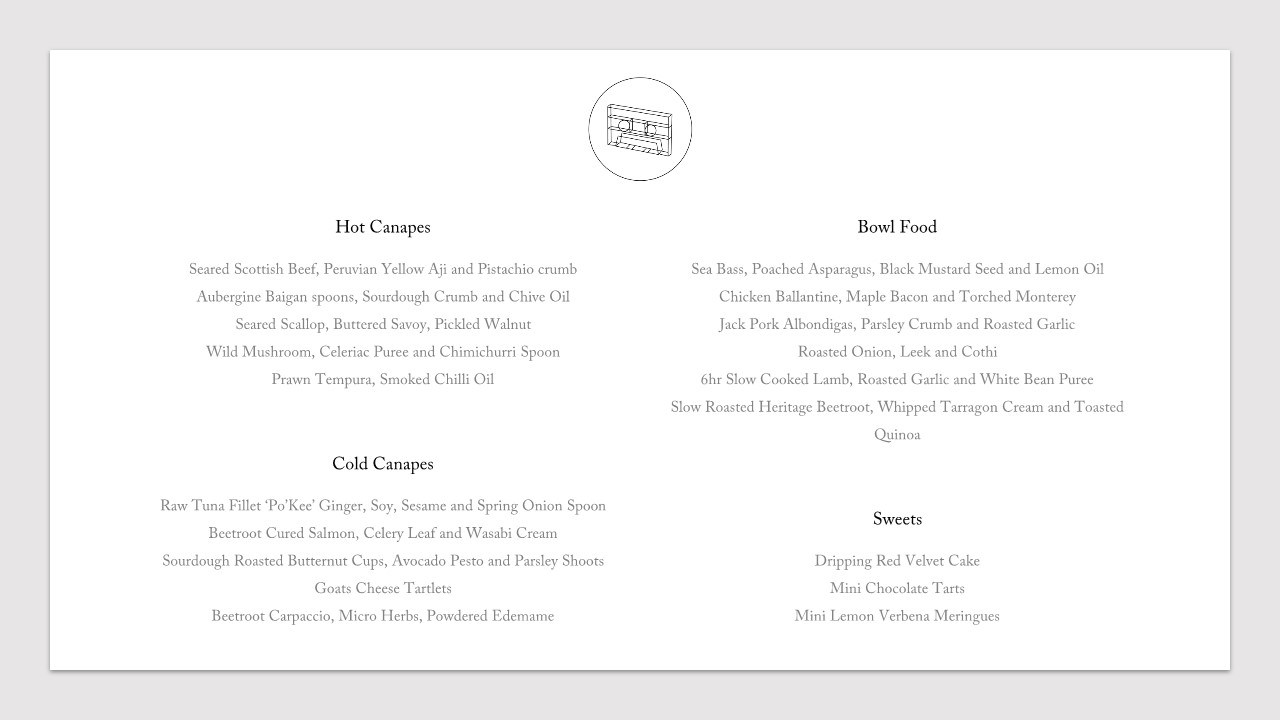 Hot Canapes
Seared Scottish Beef, Peruvian Yellow Aji and Pistachio crumb
Aubergine Baigan spoons, Sourdough Crumb and Chive Oil
Seared Scallop, Buttered Savoy, Pickled Walnut
Wild Mushroom, Celeriac Puree and Chimichurri Spoon
Prawn Tempura, Smoked Chilli Oil
Cold Canapes
Raw Tuna Fillet ‘Po’Kee’ Ginger, Soy, Sesame and Spring Onion Spoon
Beetroot Cured Salmon, Celery Leaf and Wasabi Cream
Sourdough Roasted Butternut Cups, Avocado Pesto and Parsley Shoots
Goats Cheese Tartlets
Beetroot Carpaccio, Micro Herbs, Powdered Edemame
Bowl Food
Sea Bass, Poached Asparagus, Black Mustard Seed and Lemon Oil
Chicken Ballantine, Maple Bacon and Torched Monterey
Jack Pork Albondigas, Parsley Crumb and Roasted Garlic
Roasted Onion, Leek and Cothi
6hr Slow Cooked Lamb, Roasted Garlic and White Bean Puree
Slow Roasted Heritage Beetroot, Whipped Tarragon Cream and Toasted
Quinoa
Sweets
Dripping Red Velvet Cake
Mini Chocolate Tarts
Mini Lemon Verbena Meringues